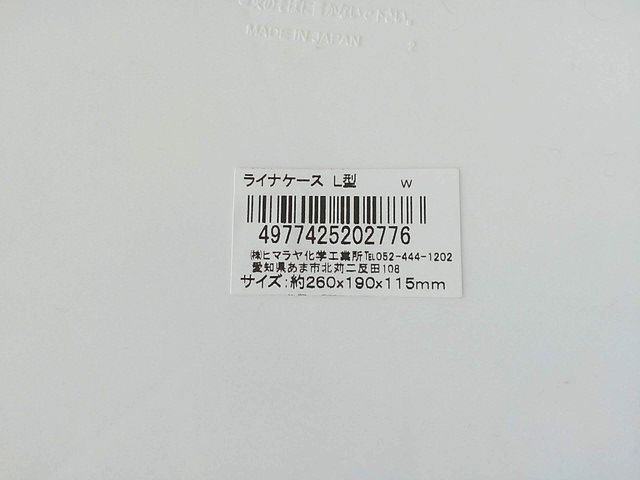 MADE IN JAPAN 2
ライナケース L型 W
4977425202776
㈱ヒマラヤ化学工業所℡052-444-1202
愛知県あま市北苅二反田108
サイズ:約260×190×115mm